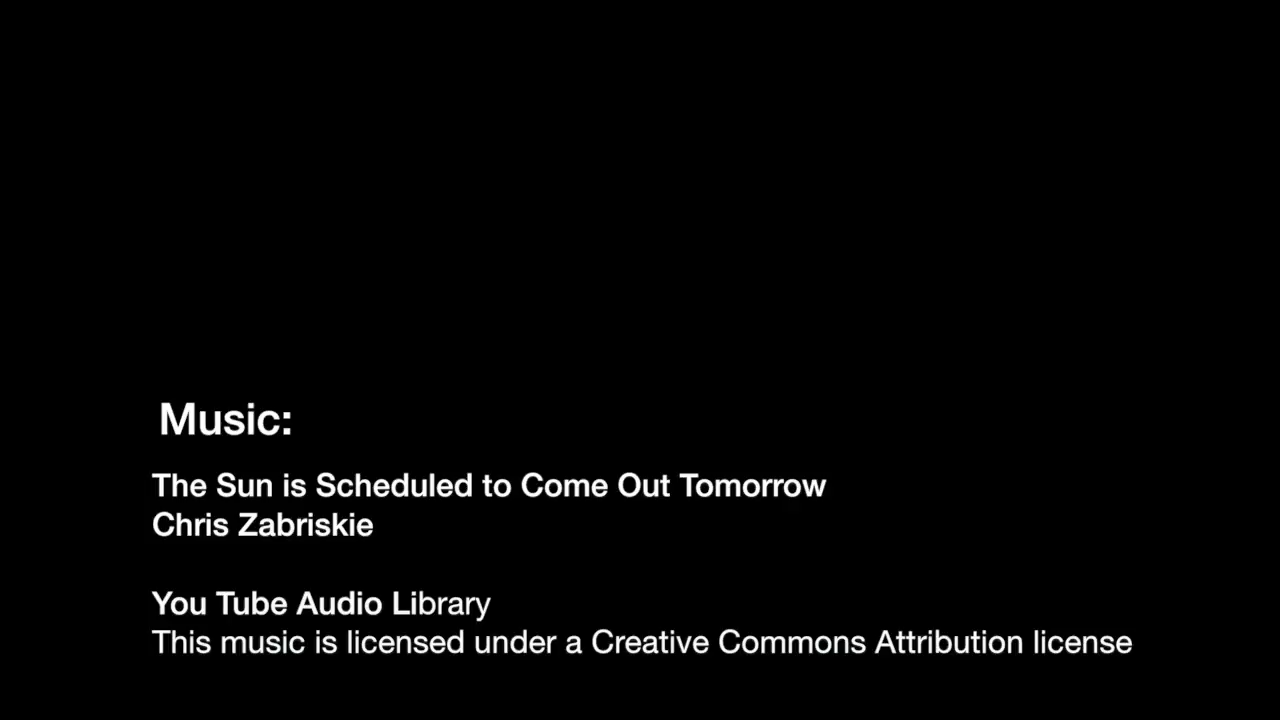 Music:
The Sun is Scheduled to Come Out Tomorrow
Chris Zabriskie
You Tube Audio Library
This music is licensed under a Creative Commons Attribution license